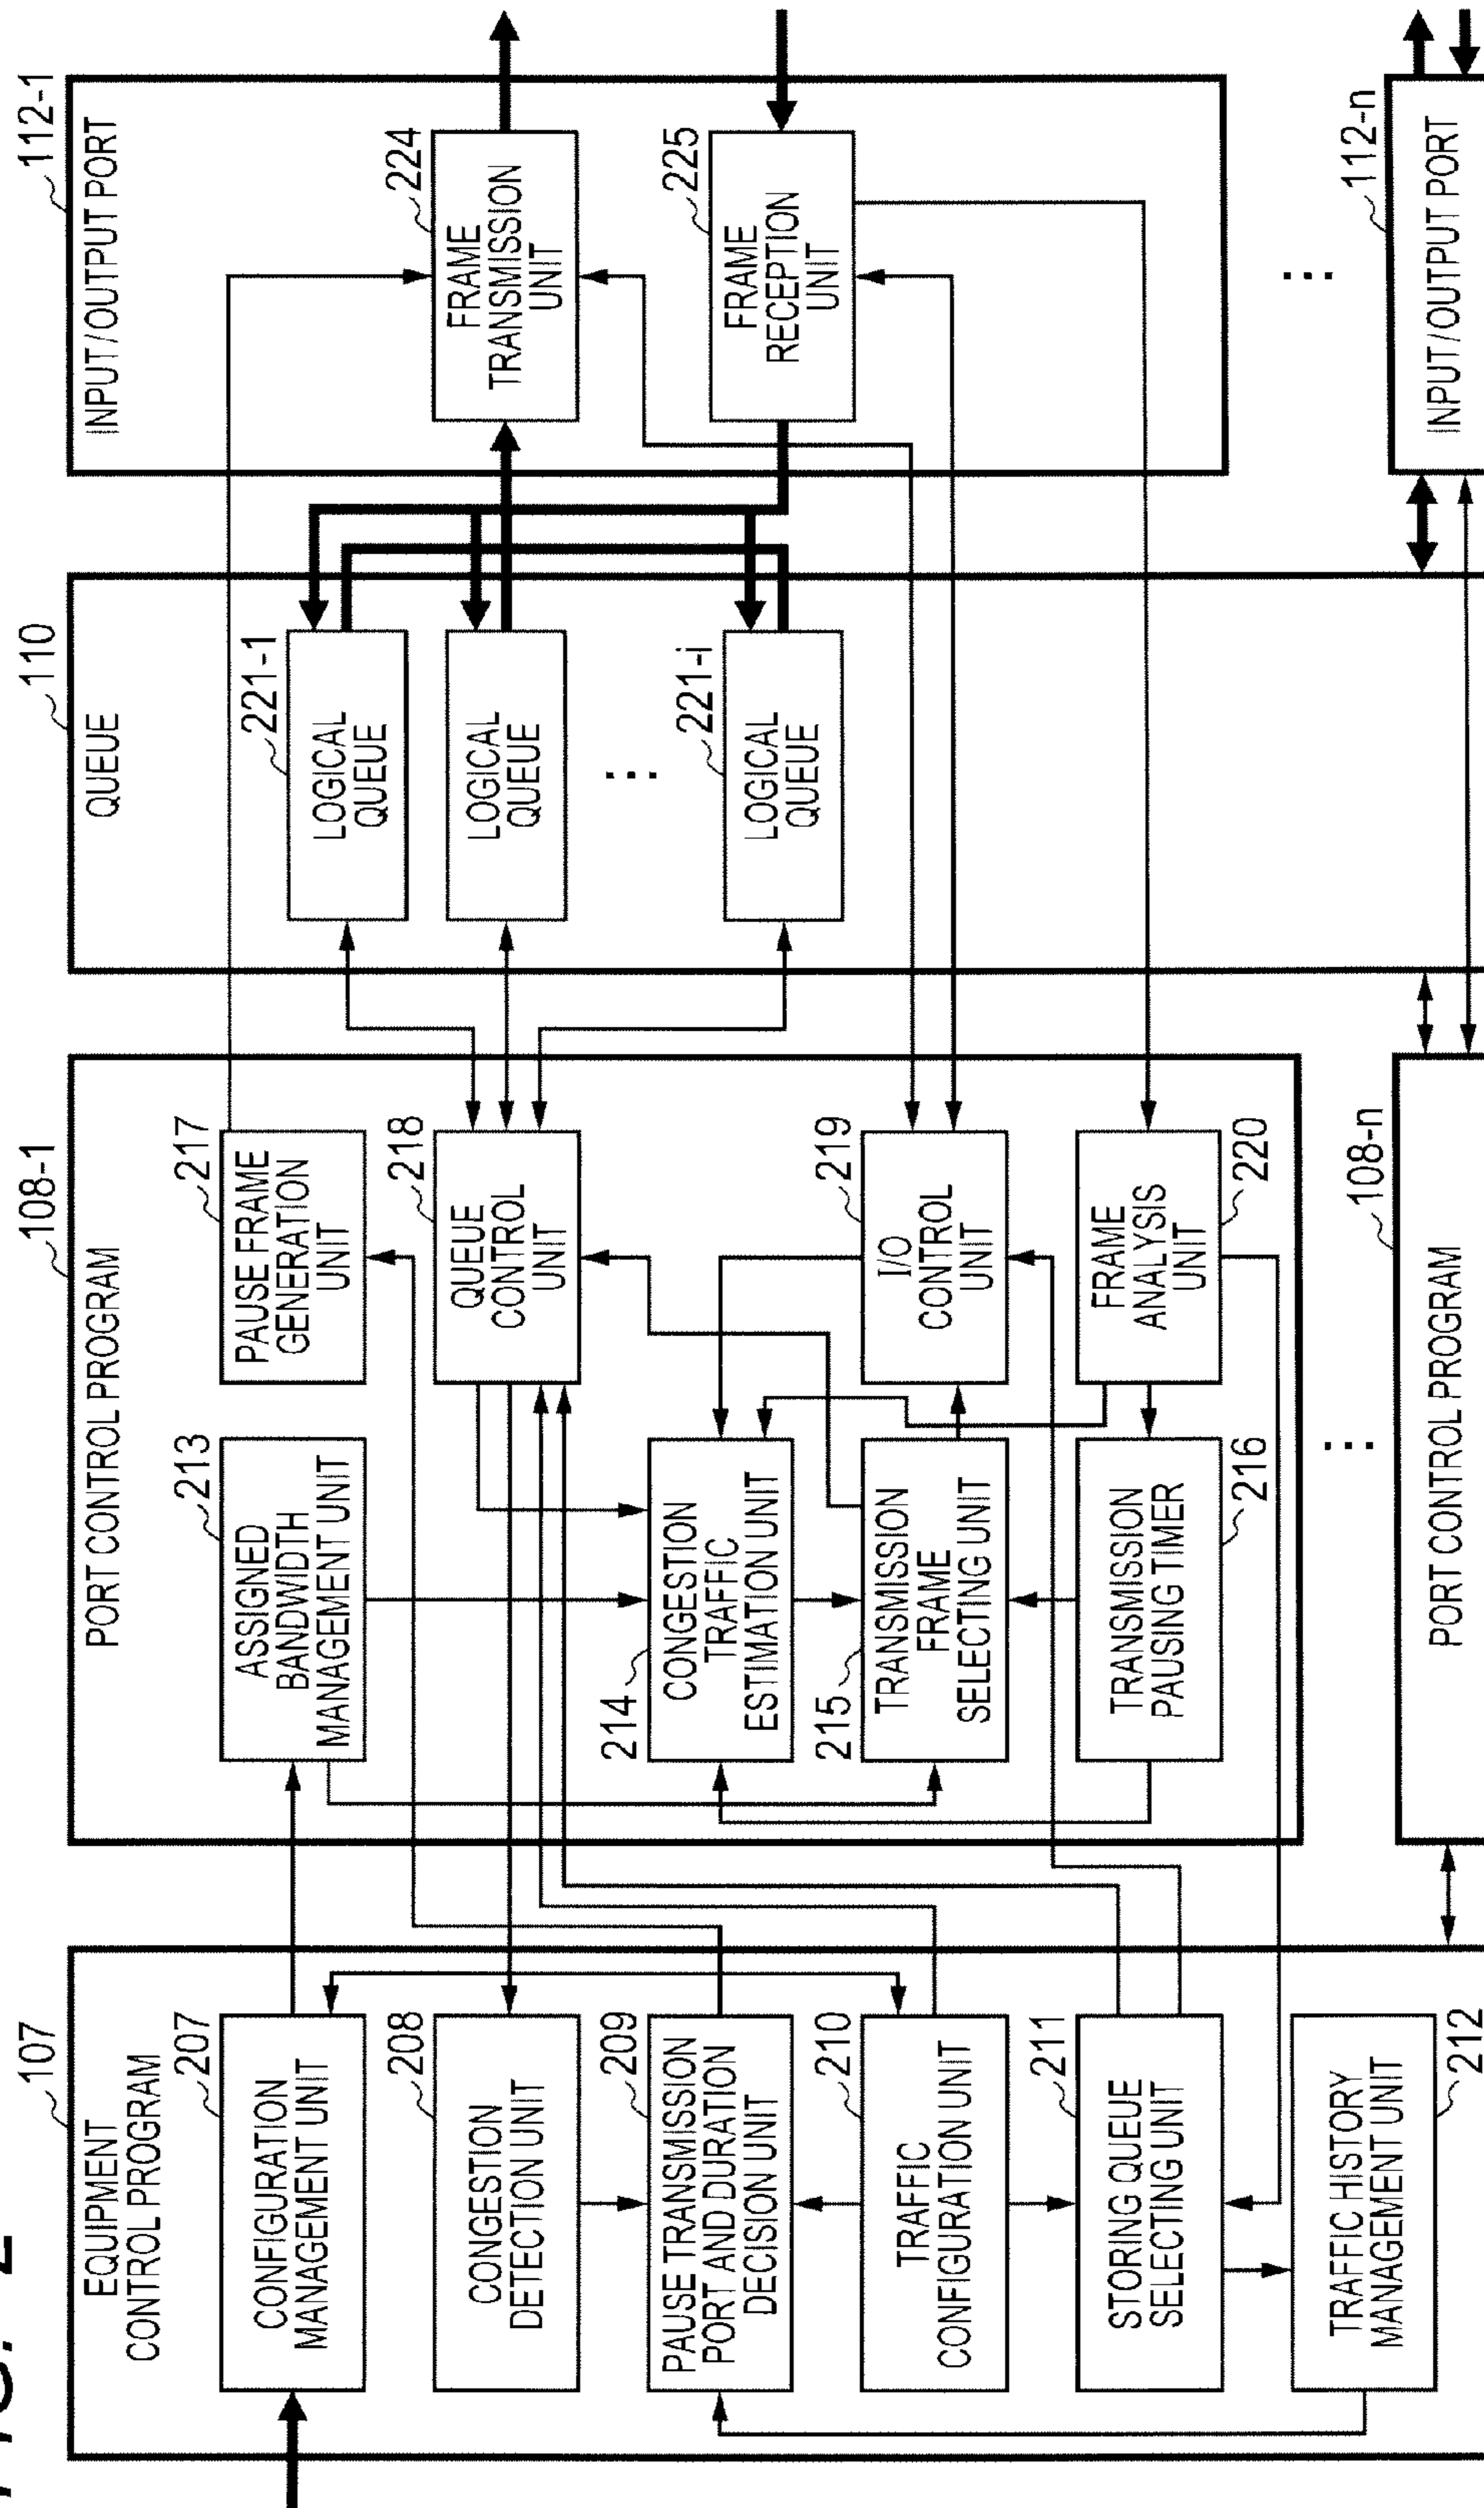 FIG. 2
107
EQUIPMENT
CONTROL PROGRAM
207
CONFIGURATION
MANAGEMENT UNIT
208
CONGESTION
DETECTION UNIT
209
PAUSE TRANSMISSION
PORT AND DURATION
DECISION UNIT
210
TRAFFIC
CONFIGURATION UNIT
211
STORING QUEUE
SELECTING UNIT
TRAFFIC HISTORY
MANAGEMENT UNIT
212
108-1
PORT CONTROL PROGRAM
213
ASSIGNED
BANDWIDTH
MANAGEMENT UNIT
217
PAUSE FRAME
GENERATION
UNIT
218
QUEUE
CONTROL
UNIT
214
CONGESTION
TRAFFIC
ESTIMATION UNIT
215
TRANSMISSION
FRAME
SELECTING UNIT
219
I/O
CONTROL
UNIT
TRANSMISSION
PAUSING TIMER
216
FRAME
ANALYSIS
UNIT
220
108-n
PORT CONTROL PROGRAM
110
QUEUE
221-1
LOGICAL
QUEUE
LOGICAL
QUEUE
221-i
LOGICAL
QUEUE
112-1
INPUT/OUTPUT PORT
224
FRAME
TRANSMISSION
UNIT
225
FRAME
RECEPTION
UNIT
112-n
INPUT/OUTPUT PORT